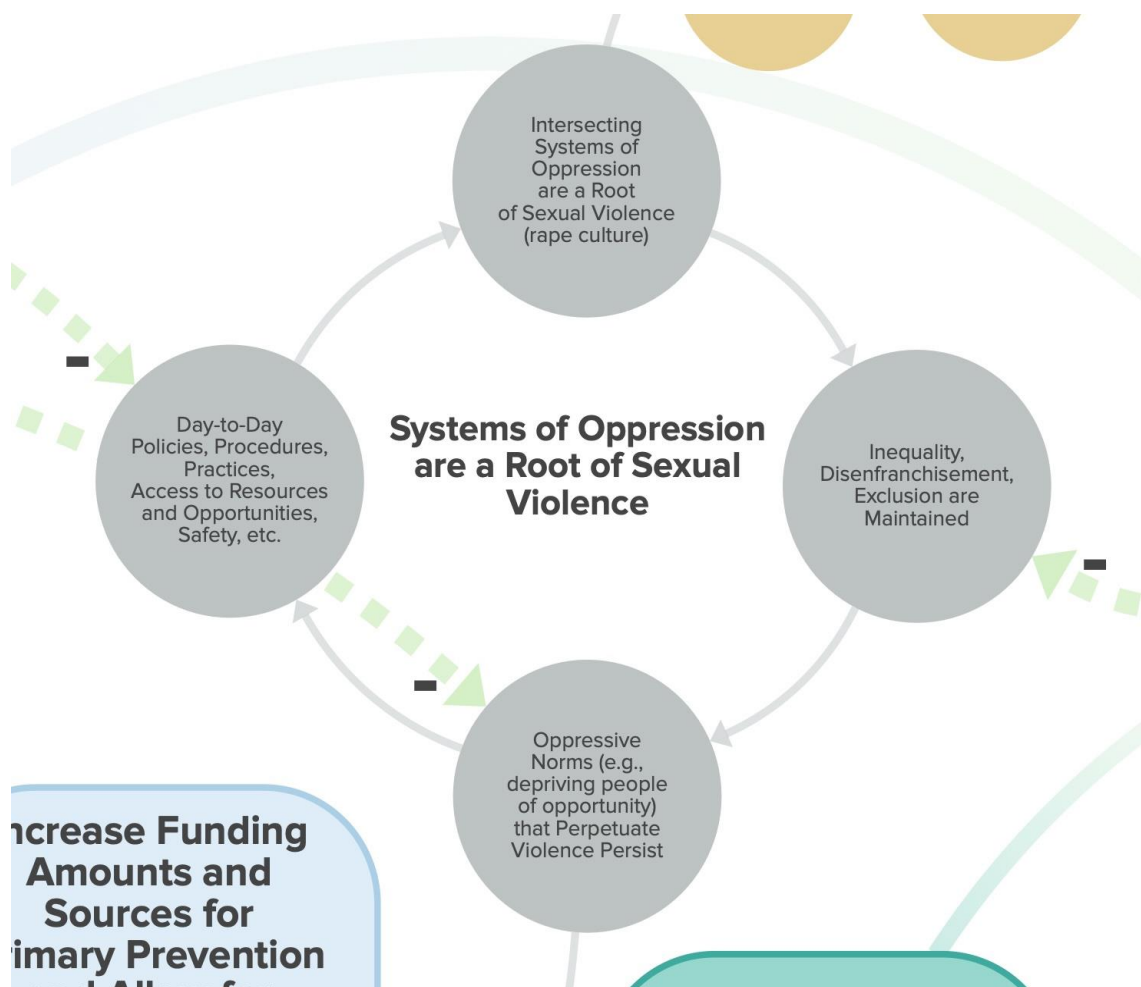 Intersecting
Systems of
Oppression
are a Root
of Sexual Violence
(rape culture)
-
Day-to-Day
Policies, Procedures,
Practices,
Access to Resources
and Opportunities,
Safety, etc.
Systems of Oppression
are a Root of Sexual
Violence
Inequality,
Disenfranchisement,
Exclusion are
Maintained
-
-
Oppressive
Norms (e.g.,
depriving people
of opportunity)
that Perpetuate
Violence Persist
ncrease Funding
Amounts and
Sources for
rimary Prevention